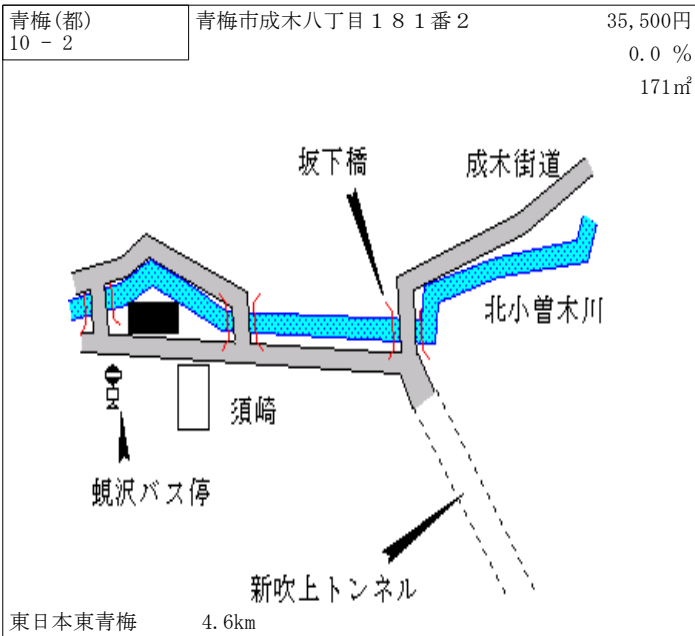 青梅(都) 青梅市成木八丁目181番2 35,500円
10 - 2 0.0 %
171㎡
坂下橋 成木街道
北小曽木川
須崎
蜆沢バス停
新吹上トンネル
東日本東青梅 4.6km